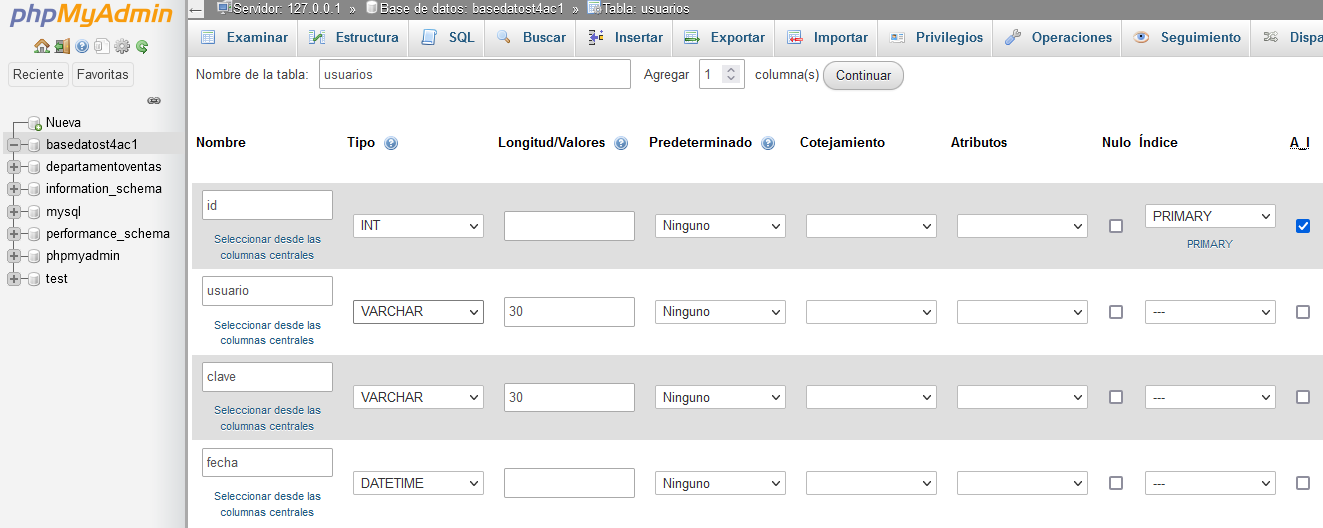 phpMyAdmin
Servidor: 127.0.0.1 » Base de datos: basedatost4ac1 » Tabla: usuarios
Examinar Estructura SQL Buscar Insertar Exportar Importar Privilegios Operaciones Seguimiento Dispa
Reciente Favoritas
Nombre de la tabla: usuarios Agregar 1 columna(s) Continuar
Nueva
basedatost4ac1
departamentoventas
information_schema
mysql
performance_schema
phpmyadmin
test
Nombre Tipo Longitud/Valores Predeterminado Cotejamiento Atributos Nulo Índice A_I
id INT Ninguno PRIMARY
Seleccionar desde las
columnas centrales
PRIMARY
usuario VARCHAR 30 Ninguno ---
Seleccionar desde las
columnas centrales
clave VARCHAR 30 Ninguno ---
Seleccionar desde las
columnas centrales
fecha DATETIME Ninguno ---
Seleccionar desde las
columnas centrales